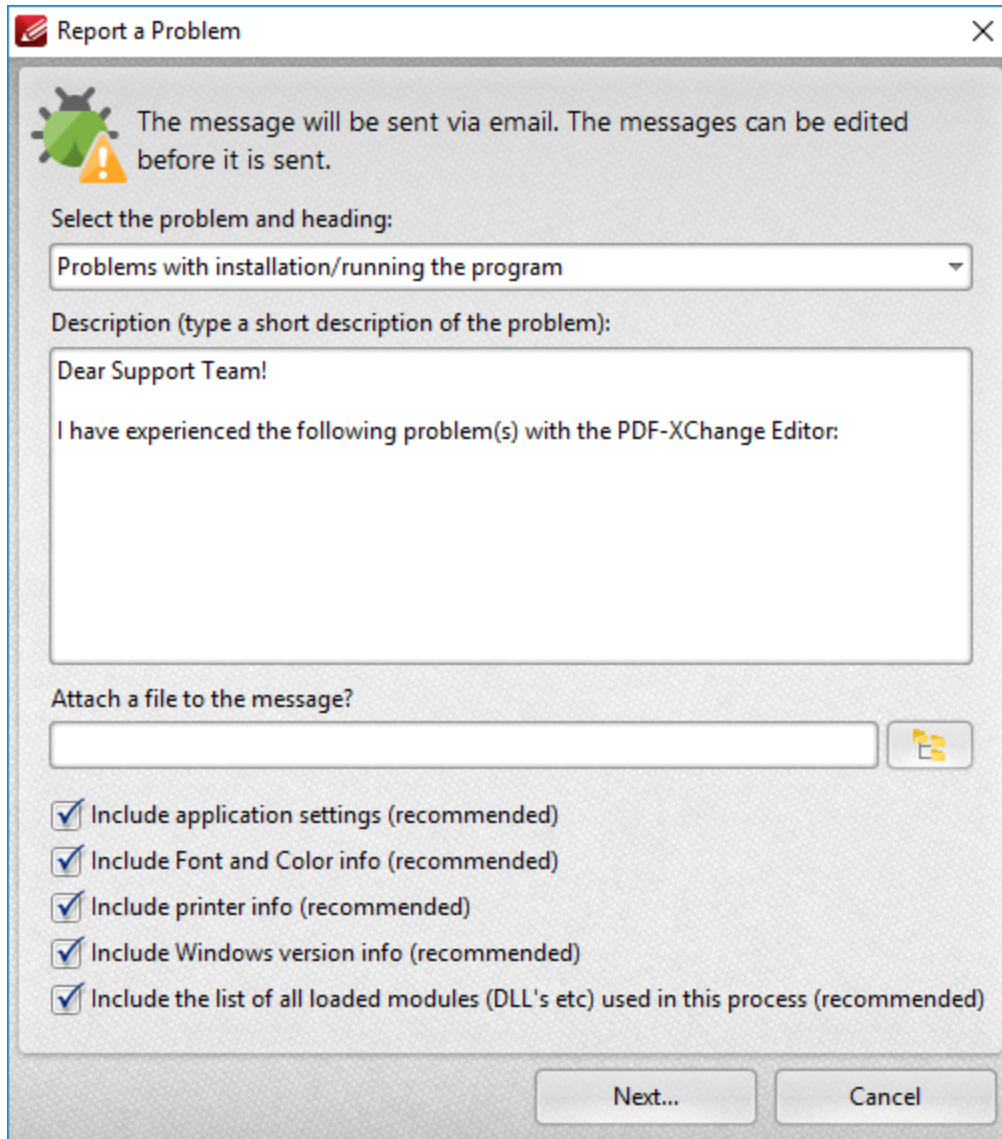 Report a Problem
The message will be sent via email. The messages can be edited
before it is sent.
Select the problem and heading:
Problems with installation/running the program
Description (type a short description of the problem):
Dear Support Team!
I have experienced the following problem(s) with the PDF-XChange Editor:
Attach a file to the message?
Include application settings (recommended)
Include Font and Color info (recommended)
Include printer info (recommended)
Include Windows version info (recommended)
Include the list of all loaded modules (DLL's etc) used in this process (recommended)
Next... Cancel